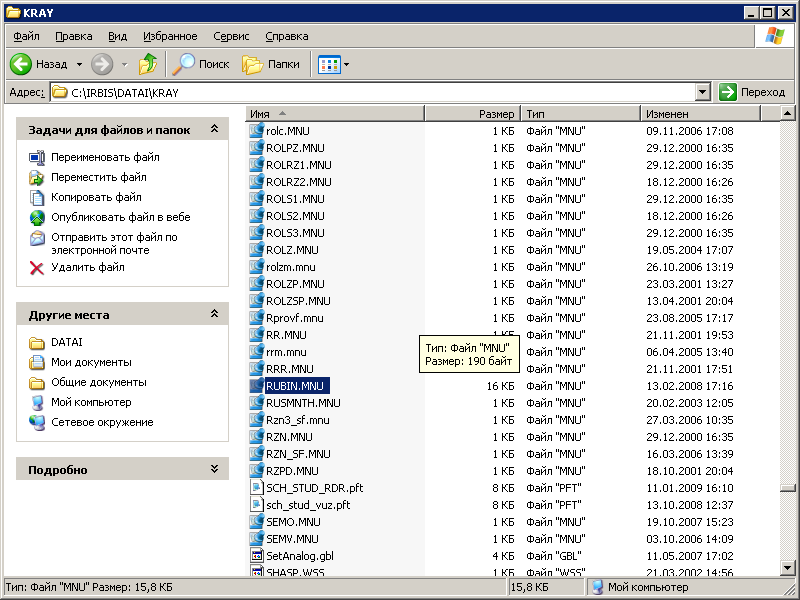 KRAY
Файл Правка Вид Избранное Сервис Справка
Назад Поиск Папки
Адрес: C:\IRBIS\DATAI\KRAY Переход
Задачи для файлов и папок
Переименовать файл
Переместить файл
Копировать файл
Опубликовать файл в вебе
Отправить этот файл по
электронной почте
Удалить файл
Другие места
DATAI
Мои документы
Общие документы
Мой компьютер
Сетевое окружение
Подробно
Имя Размер Тип Изменен
rolc.MNU 1 КБ Файл "MNU" 09.11.2006 17:08
ROLPZ.MNU 1 КБ Файл "MNU" 29.12.2000 16:35
ROLRZ1.MNU 1 КБ Файл "MNU" 29.12.2000 16:35
ROLRZ2.MNU 1 КБ Файл "MNU" 18.12.2000 16:26
ROLS1.MNU 1 КБ Файл "MNU" 29.12.2000 16:35
ROLS2.MNU 1 КБ Файл "MNU" 18.12.2000 16:26
ROLS3.MNU 1 КБ Файл "MNU" 29.12.2000 16:35
ROLZ.MNU 1 КБ Файл "MNU" 19.05.2004 17:07
rolzm.mnu 1 КБ Файл "MNU" 26.10.2006 13:19
ROLZP.MNU 1 КБ Файл "MNU" 23.03.2001 13:27
ROLZSP.MNU 1 КБ Файл "MNU" 13.04.2001 20:04
Rprovf.mnu 1 КБ Файл "MNU" 23.08.2005 17:17
RR.MNU 1 КБ Файл "MNU" 21.11.2001 19:53
rrm.mnu Файл "MNU" 06.04.2005 13:40
RRR.MNU Файл "MNU" 21.11.2001 17:51
Тип: Файл "MNU"
Размер: 190 байт
RUBIN.MNU 16 КБ Файл "MNU" 13.02.2008 17:16
RUSMNTH.MNU 1 КБ Файл "MNU" 20.02.2003 12:05
Rzn3_sf.mnu 1 КБ Файл "MNU" 27.03.2006 10:35
RZN.MNU 1 КБ Файл "MNU" 29.12.2000 16:35
RZN_SF.MNU 1 КБ Файл "MNU" 16.03.2006 13:39
RZPD.MNU 1 КБ Файл "MNU" 18.10.2001 20:04
SCH_STUD_RDR.pft 8 КБ Файл "PFT" 11.01.2009 16:10
sch_stud_vuz.pft 8 КБ Файл "PFT" 13.10.2008 12:37
SEMO.MNU 1 КБ Файл "MNU" 19.10.2007 15:23
SEMV.MNU 1 КБ Файл "MNU" 03.10.2006 14:09
SetAnalog.gbl 4 КБ Файл "GBL" 11.05.2007 17:02
SHASP.WSS 1 КБ Файл "WSS" 21.03.2002 14:56
Тип: Файл "MNU" Размер: 15,8 КБ 15,8 КБ Мой компьютер